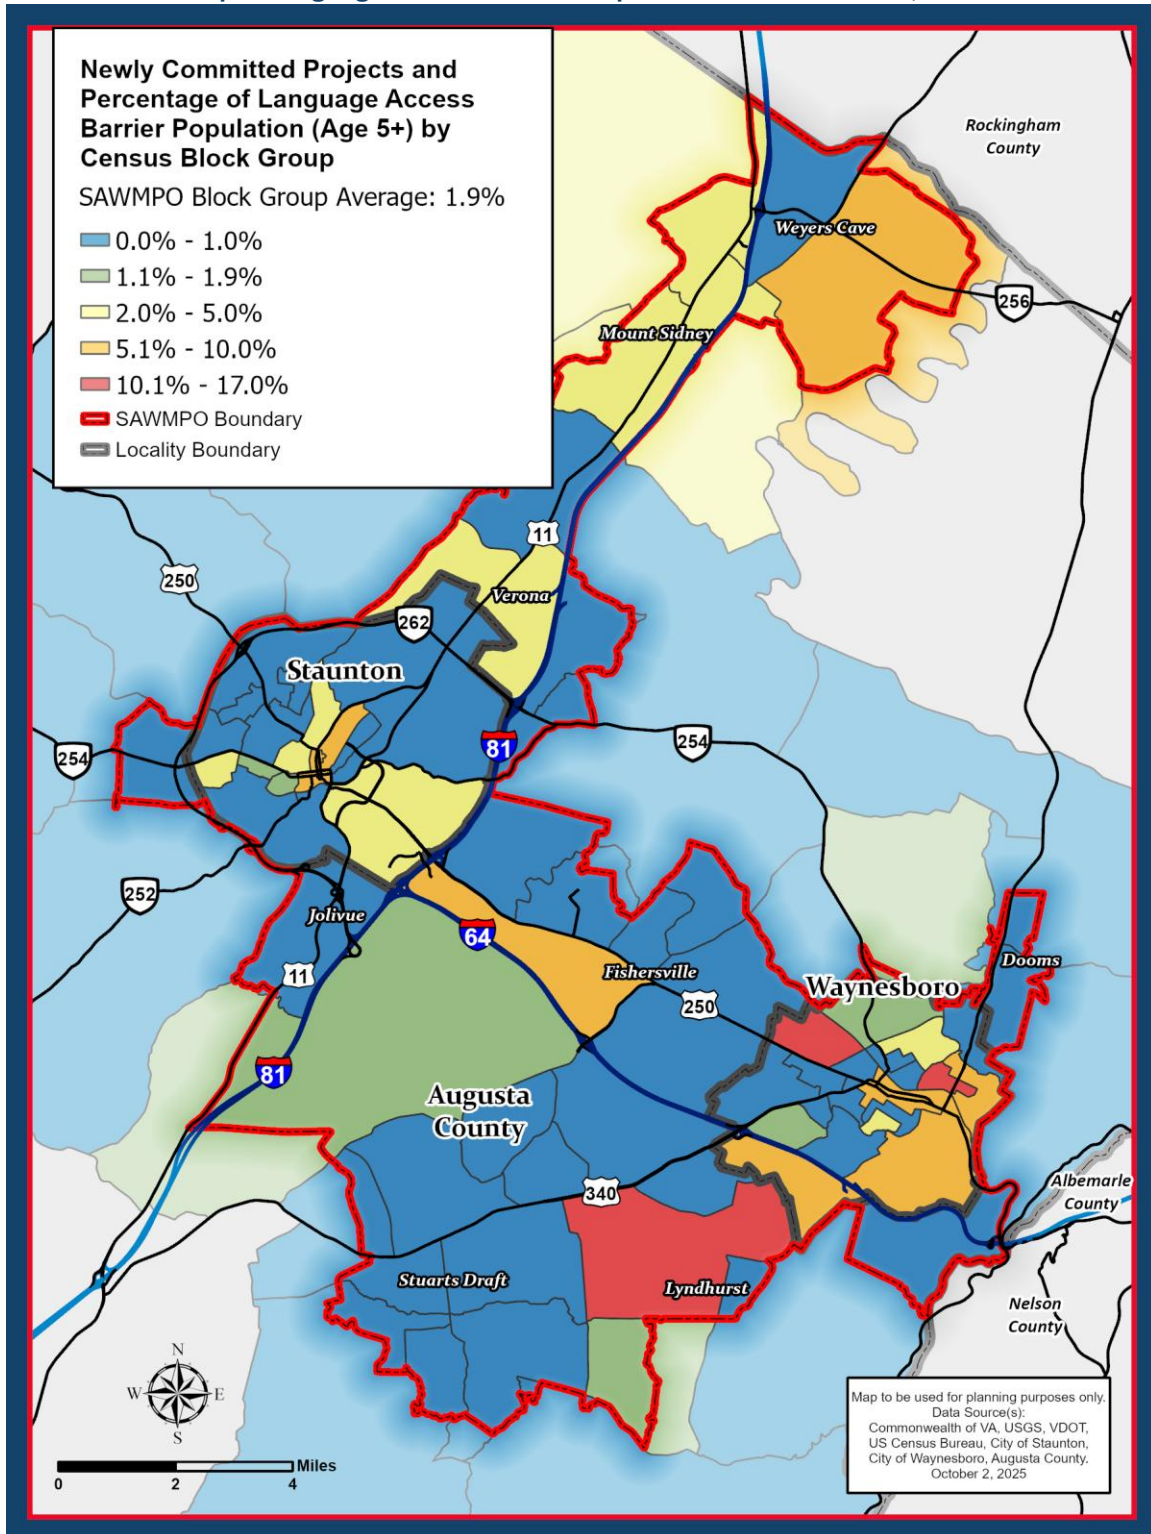 Newly Committed Projects and
Percentage of Language Access
Barrier Population (Age 5+) by
Census Block Group
SAWMPO Block Group Average: 1.9%
0.0% - 1.0%
1.1% - 1.9%
2.0% - 5.0%
5.1% - 10.0%
10.1% - 17.0%
SAWMPO Boundary
Locality Boundary
Rockingham
County
Weyers Cave
256
Mount Sidney
11
250
Verona
262
Staunton
254
81
254
252
Jolivue
64
11
Fishersville
Dooms
Waynesboro
250
81
Augusta
County
340
Albemarle
County
Stuarts Draft
Lyndhurst
Nelson
County
N
W E
S
Miles
0 2 4
Map to be used for planning purposes only.
Data Source(s):
Commonwealth of VA, USGS, VDOT,
US Census Bureau, City of Staunton,
City of Waynesboro, Augusta County.
October 2, 2025